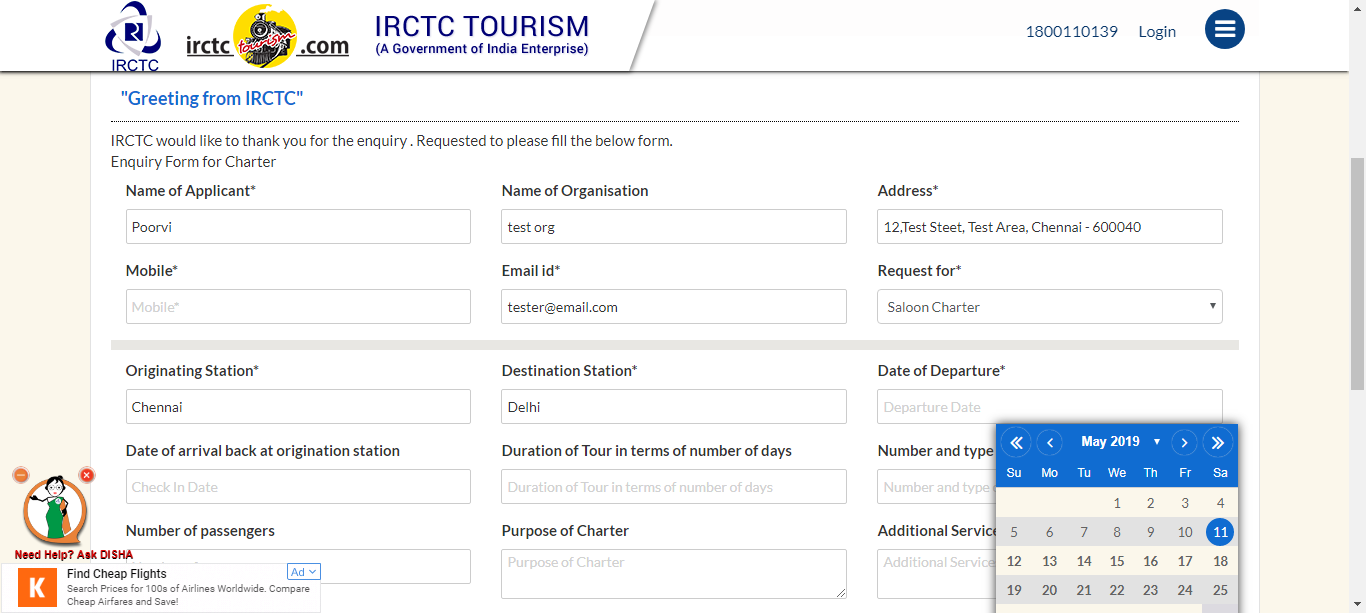 IRCTC
irctc tourism .com
IRCTC TOURISM
(A Government of India Enterprise)
1800110139 Login
"Greeting from IRCTC"
IRCTC would like to thank you for the enquiry . Requested to please fill the below form.
Enquiry Form for Charter
Name of Applicant* Name of Organisation Address*
Poorvi test org 12,Test Steet, Test Area, Chennai - 600040
Mobile* Email id* Request for*
Mobile* tester@email.com Saloon Charter
Originating Station* Destination Station* Date of Departure*
Chennai Delhi Departure Date
Date of arrival back at origination station Duration of Tour in terms of number of days Number and type
Check In Date Duration of Tour in terms of number of days Number and type
Number of passengers Purpose of Charter Additional Service
Purpose of Charter Additional Service
May 2019
Su Mo Tu We Th Fr Sa
1 2 3 4
5 6 7 8 9 10 11
12 13 14 15 16 17 18
19 20 21 22 23 24 25
Need Help? Ask DISHA
K
Find Cheap Flights Ad
Search Prices for 100s of Airlines Worldwide. Compare
Cheap Airfares and Save!